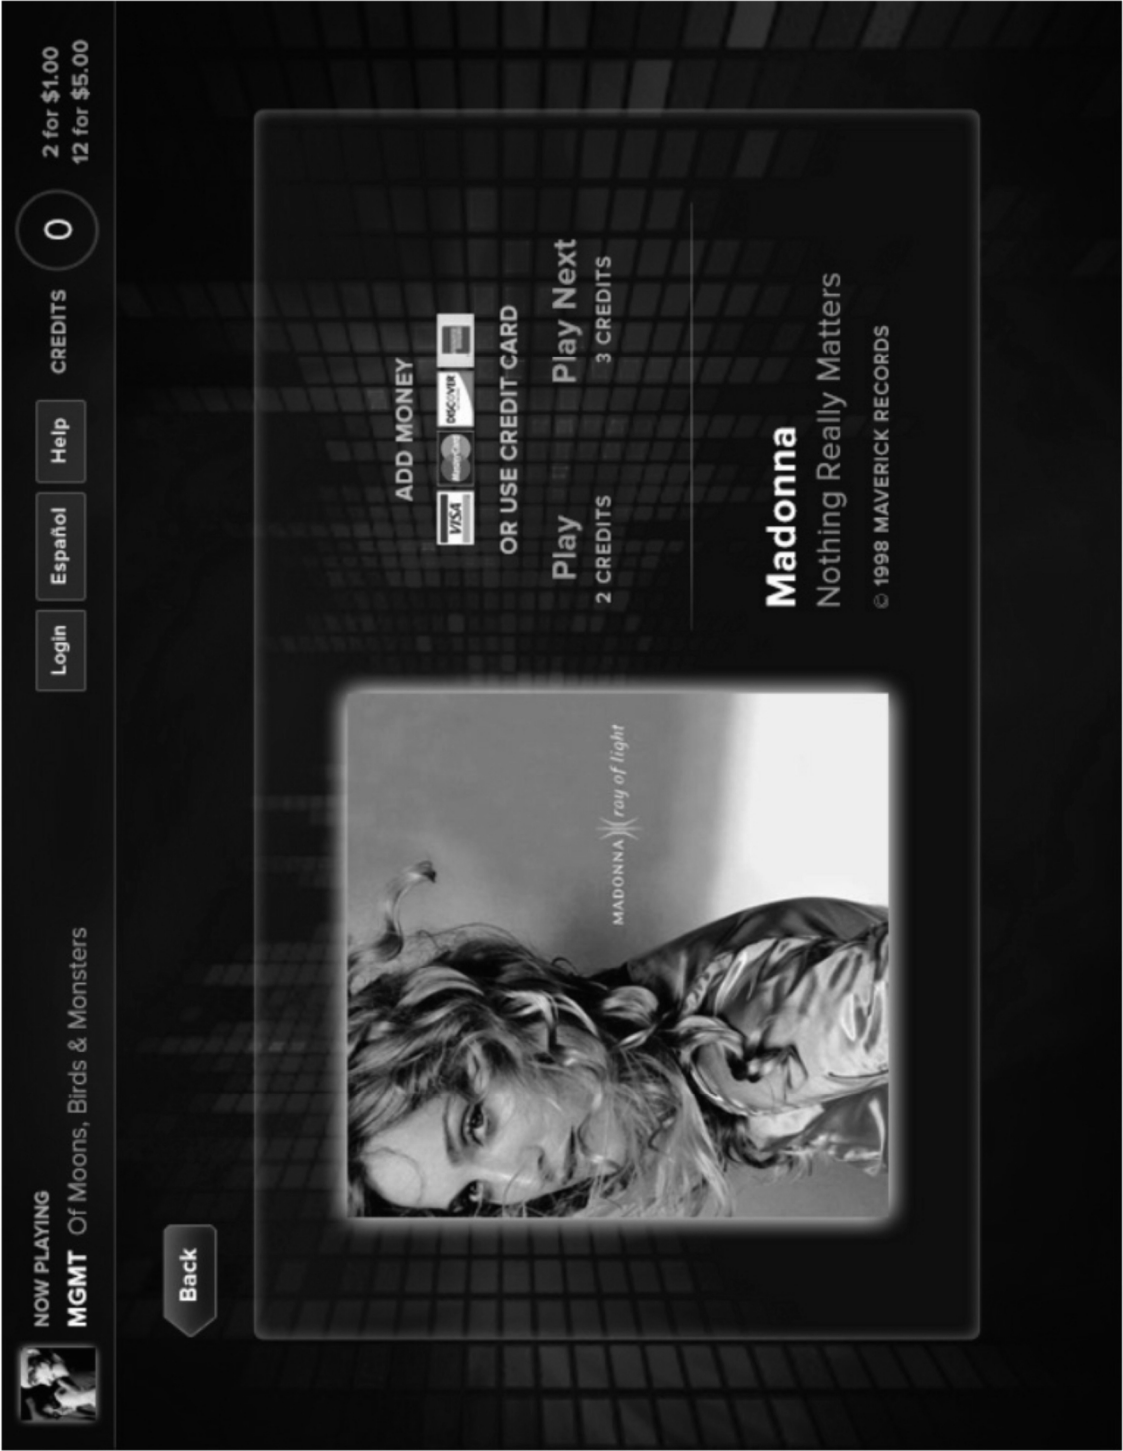 NOW PLAYING
MGMT Of Moons, Birds & Monsters
Login
Español
Help
CREDITS
0
2 for $1.00
12 for $5.00
Back
ADD MONEY
VISA
MasterCard
DISCOVER
OR USE CREDIT CARD
Play
2 CREDITS
Play Next
3 CREDITS
MADONNA ray of light
Madonna
Nothing Really Matters
© 1998 MAVERICK RECORDS